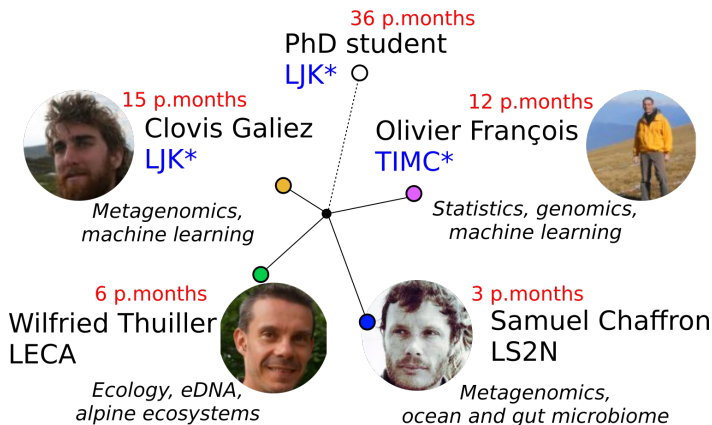 36 p.months
PhD student
LJK*
15 p.months
Clovis Galiez
LJK*
Metagenomics,
machine learning
12 p.months
Olivier François
TIMC*
Statistics, genomics,
machine learning
6 p.months
Wilfried Thuiller
LECA
Ecology, eDNA,
alpine ecosystems
3 p.months
Samuel Chaffron
LS2N
Metagenomics,
ocean and gut microbiome